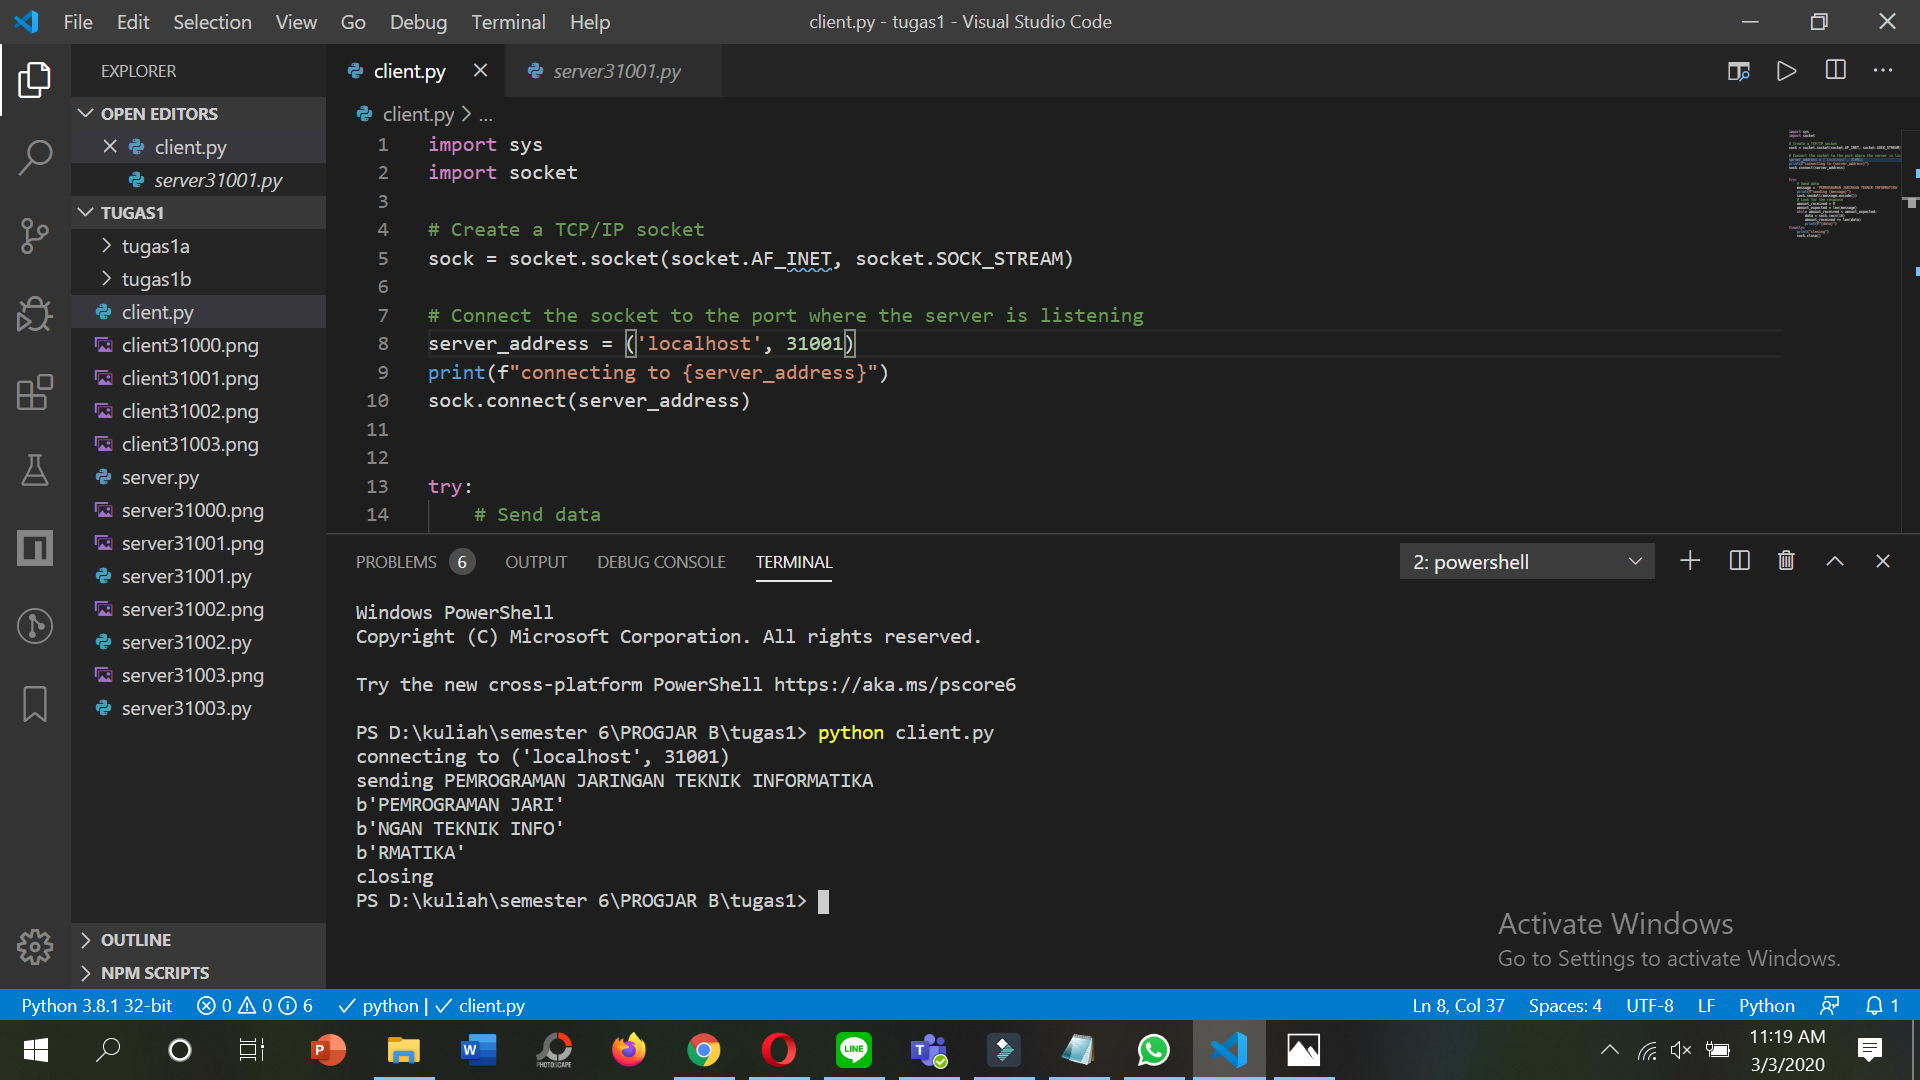 File Edit Selection View Go Debug Terminal Help
client.py - tugas1 - Visual Studio Code
EXPLORER
OPEN EDITORS
client.py
server31001.py
TUGAS1
tugas1a
tugas1b
client.py
client31000.png
client31001.png
client31002.png
client31003.png
server.py
server31000.png
server31001.png
server31001.py
server31002.png
server31002.py
server31003.png
server31003.py
OUTLINE
NPM SCRIPTS
client.py server31001.py
client.py > ...
1 import sys
2 import socket
3
4 # Create a TCP/IP socket
5 sock = socket.socket(socket.AF_INET, socket.SOCK_STREAM)
6
7 # Connect the socket to the port where the server is listening
8 server_address = ('localhost', 31001)
9 print(f"connecting to {server_address}")
10 sock.connect(server_address)
11
12
13 try:
14 # Send data
PROBLEMS 6 OUTPUT DEBUG CONSOLE TERMINAL 2: powershell
Windows PowerShell
Copyright (C) Microsoft Corporation. All rights reserved.
Try the new cross-platform PowerShell https://aka.ms/pscore6
PS D:\kuliah\semester 6\PROGJAR B\tugas1> python client.py
connecting to ('localhost', 31001)
sending PEMROGRAMAN JARINGAN TEKNIK INFORMATIKA
b'PEMROGRAMAN JARI'
b'NGAN TEKNIK INFO'
b'RMATIKA'
closing
PS D:\kuliah\semester 6\PROGJAR B\tugas1>
Activate Windows
Go to Settings to activate Windows.
Python 3.8.1 32-bit 0 0 6 python | client.py Ln 8, Col 37 Spaces: 4 UTF-8 LF Python 1
P W PHOTOSCAPE LINE T
11:19 AM
3/3/2020